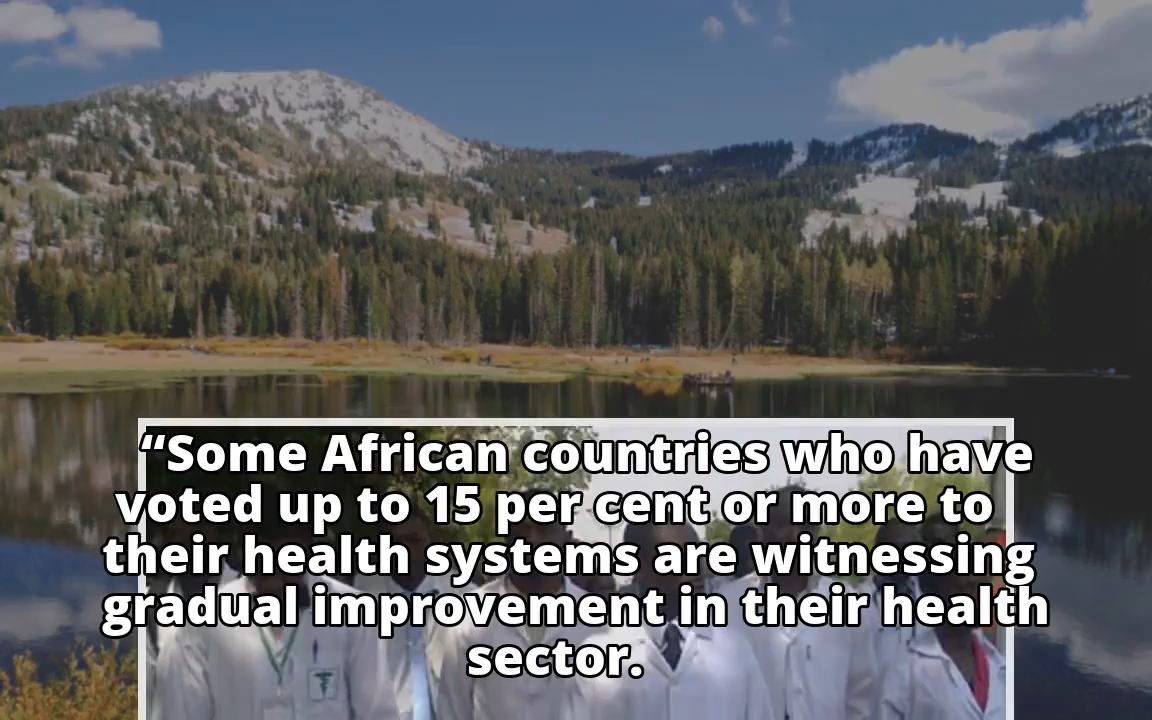 “Some African countries who have
voted up to 15 per cent or more to
their health systems are witnessing
gradual improvement in their health
sector.